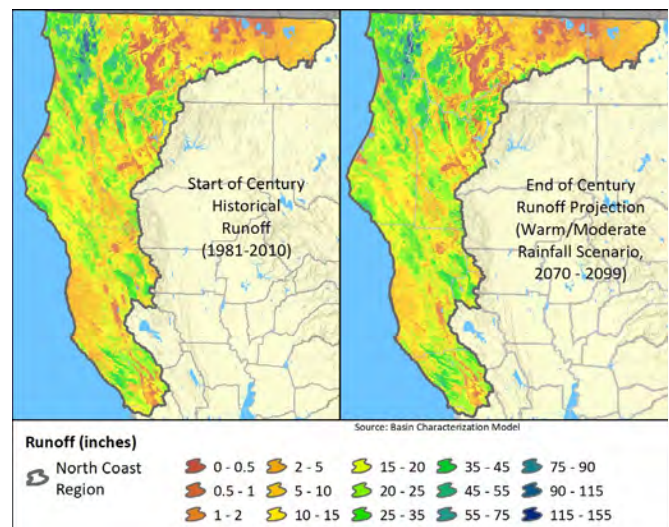 Start of Century
Historical
Runoff
(1981-2010)
End of Century
Runoff Projection
(Warm/Moderate
Rainfall Scenario,
2070 - 2099)
Source: Basin Characterization Model
Runoff (inches)
North Coast
Region
0 - 0.5
0.5 - 1
1 - 2
2 - 5
5 - 10
10 - 15
15 - 20
20 - 25
25 - 35
35 - 45
45 - 55
55 - 75
75 - 90
90 - 115
115 - 155